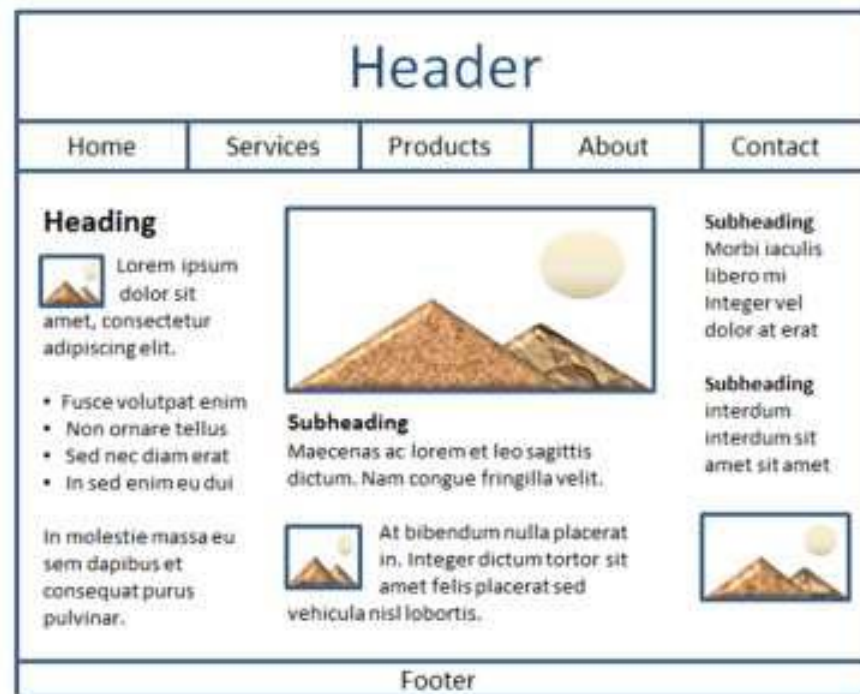 Header
Home Services Products About Contact
Heading
Lorem ipsum
dolor sit
amet, consectetur
adipiscing elit.
• Fusce volutpat enim
• Non ornare tellus
• Sed nec diam erat
• In sed enim eu dui
In molestie massa eu
sem dapibus et
consequat purus
pulvinar.
Subheading
Maecenas ac lorem et leo sagittis
dictum. Nam congue fringilla velit.
At bibendum nulla placerat
in. Integer dictum tortor sit
amet felis placerat sed
vehicula nisl lobortis.
Subheading
Morbi iaculis
libero mi
Integer vel
dolor at erat
Subheading
interdum
interdum sit
amet sit amet
Footer